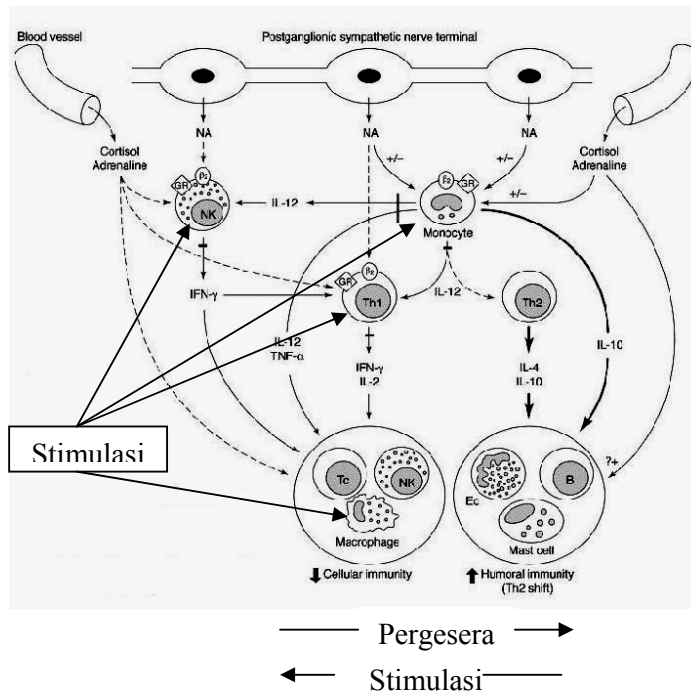 Blood vessel
Postganglionic sympathetic nerve terminal
NA
NA
NA
Cortisol
Adrenaline
Cortisol
Adrenaline
+/–
+/–
+/–
GR
β2
NK
IL-12
β2
GR
Monocyte
GR
β2
Th1
IL-12
Th2
IFN-γ
IL-12
TNF-α
IFN-γ
IL-2
IL-4
IL-10
IL-10
Stimulasi
?+
Tc
NK
Macrophage
Eo
B
Mast cell
Cellular immunity
Humoral immunity
(Th2 shift)
Pergesera
Stimulasi